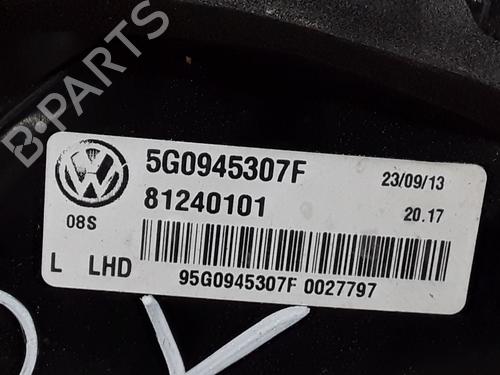 B-PARTS
5G0945307F 23/09/13
81240101 20.17
08S
L LHD
95G0945307F 0027797